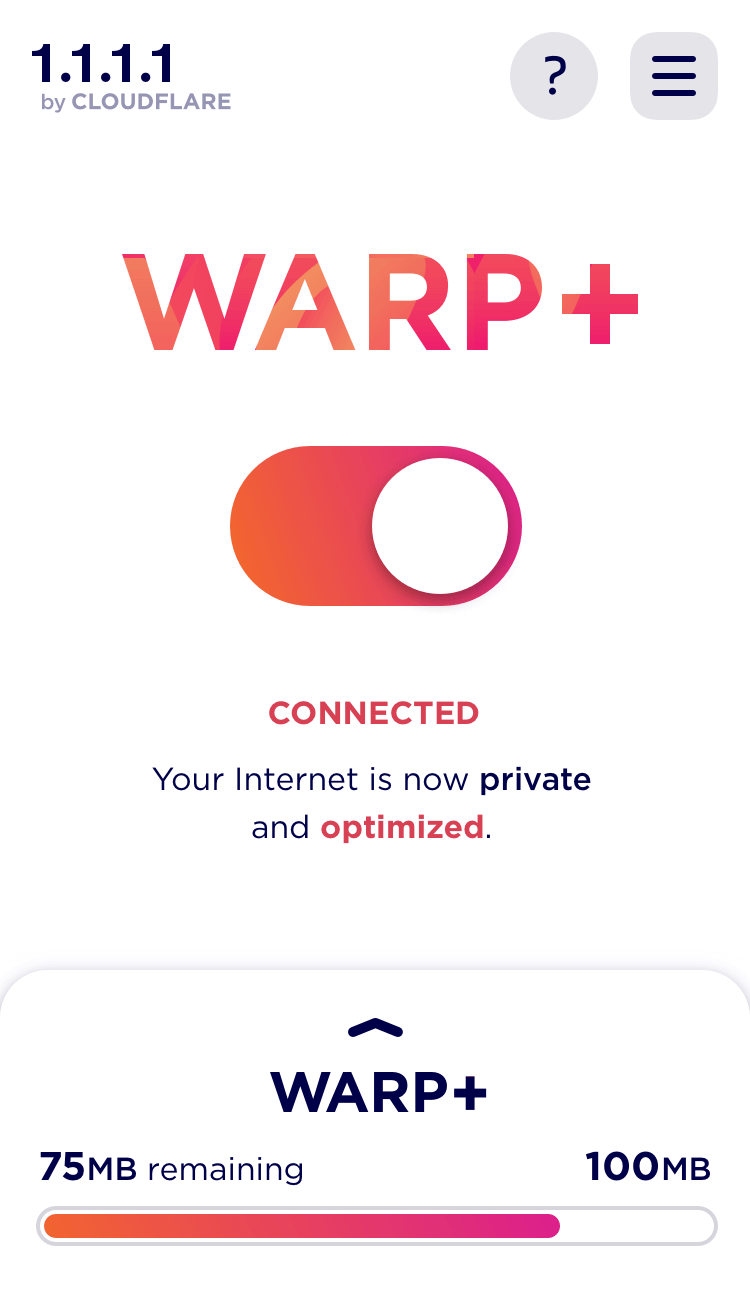 1.1.1.1
by CLOUDFLARE
?
WARP+
CONNECTED
Your Internet is now private
and optimized.
WARP+
75MB remaining
100MB